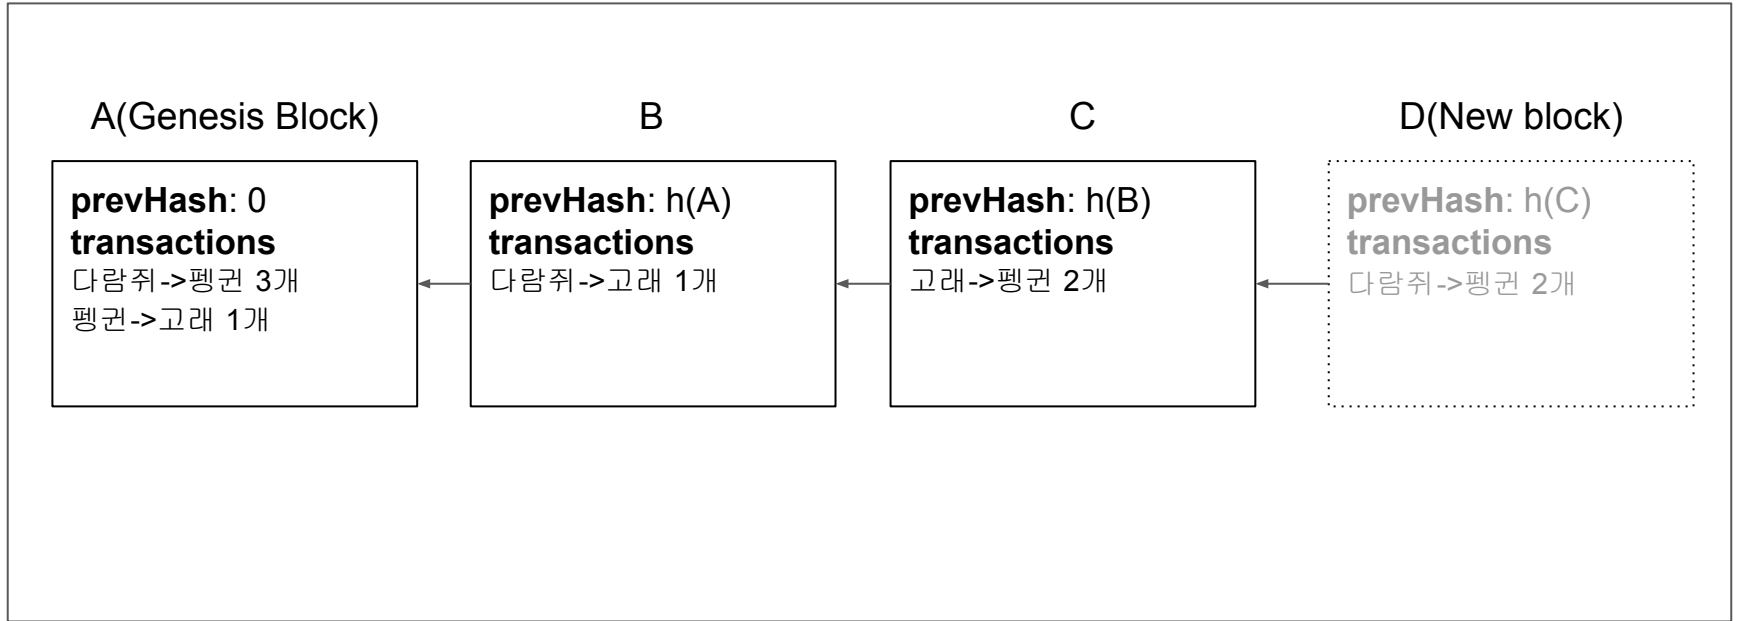 A(Genesis Block)
prevHash: 0
transactions
다람쥐->펭귄 3개
펭귄->고래 1개
B
prevHash: h(A)
transactions
다람쥐->고래 1개
C
prevHash: h(B)
transactions
고래->펭귄 2개
D(New block)
prevHash: h(C)
transactions
다람쥐->펭귄 2개